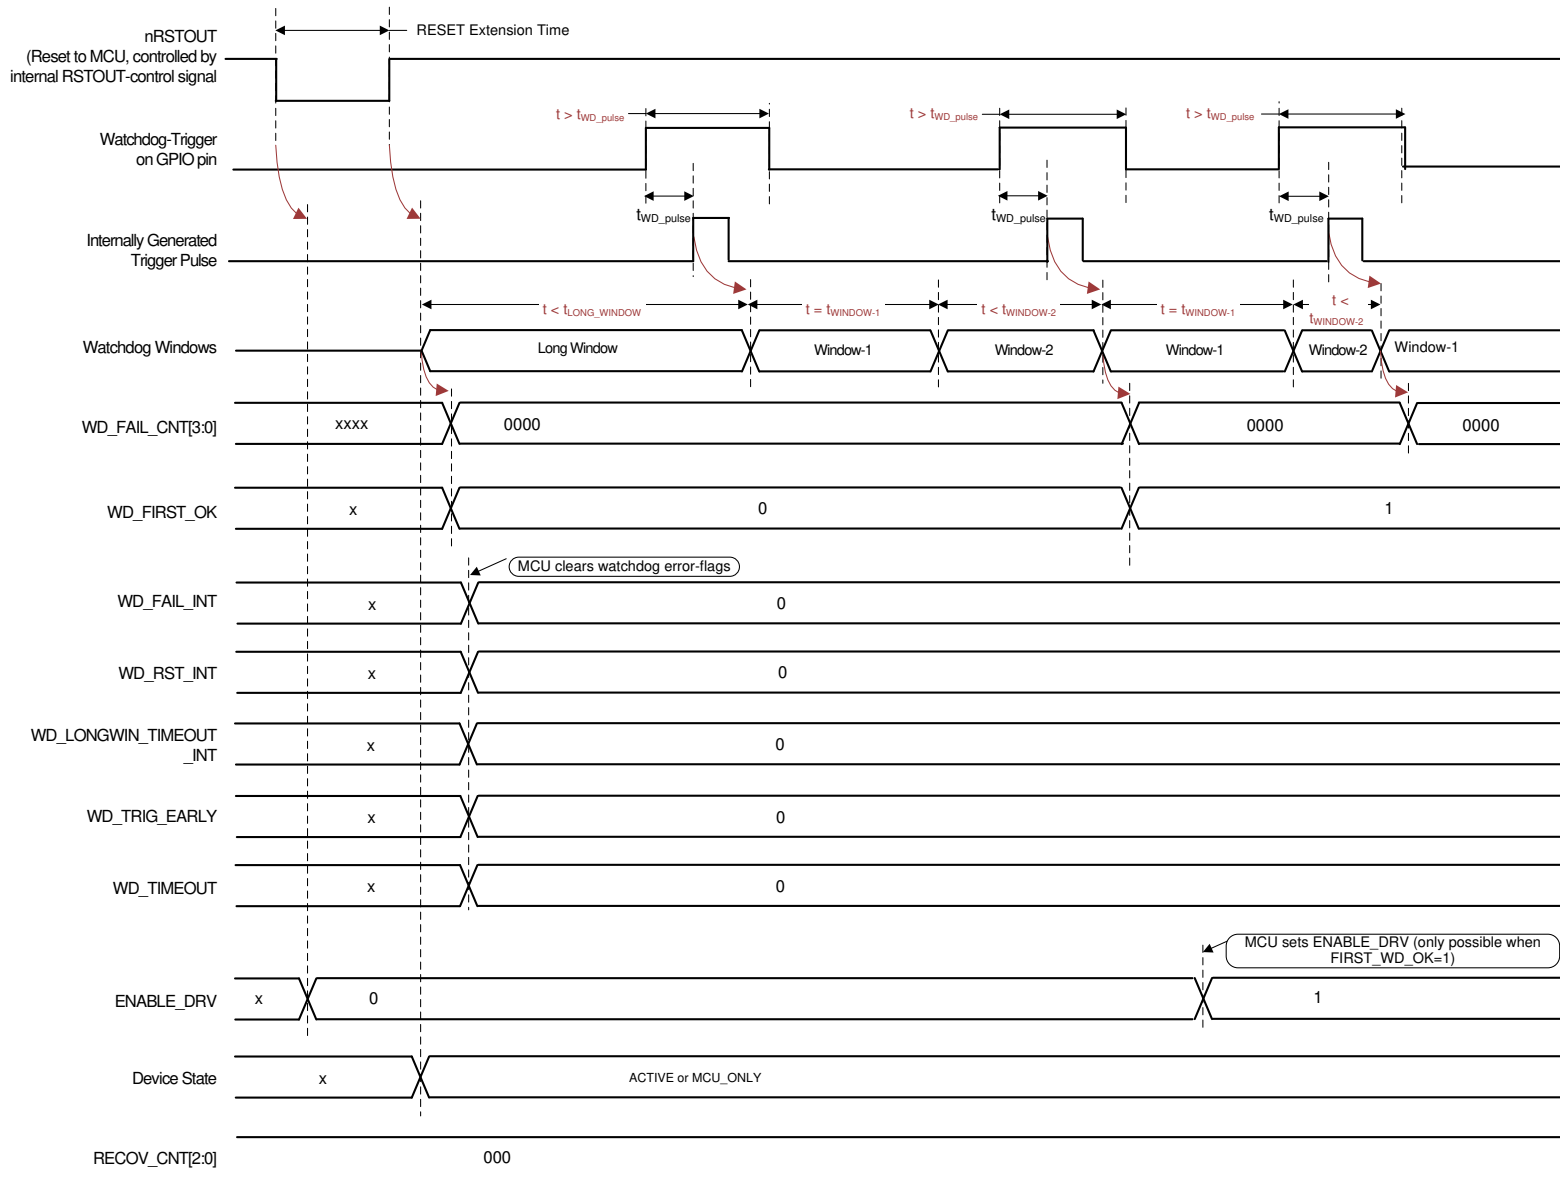 nRSTOUT
(Reset to MCU, controlled by
internal RSTOUT-control signal
RESET Extension Time
t > tWD_pulse
t > tWD_pulse
t > tWD_pulse
Watchdog-Trigger
on GPIO pin
tWD_pulse
tWD_pulse
tWD_pulse
Internally Generated
Trigger Pulse
t < tLONG_WINDOW
t = tWINDOW-1
t < tWINDOW-2
t = tWINDOW-1
t <
tWINDOW-2
Watchdog Windows
Long Window
Window-1
Window-2
Window-1
Window-2
Window-1
WD_FAIL_CNT[3:0]
xxxx
0000
0000
0000
WD_FIRST_OK
x
0
1
MCU clears watchdog error-flags
WD_FAIL_INT
x
0
WD_RST_INT
x
0
WD_LONGWIN_TIMEOUT
_INT
x
0
WD_TRIG_EARLY
x
0
WD_TIMEOUT
x
0
MCU sets ENABLE_DRV (only possible when
FIRST_WD_OK=1)
ENABLE_DRV
x
0
1
Device State
x
ACTIVE or MCU_ONLY
RECOV_CNT[2:0]
000